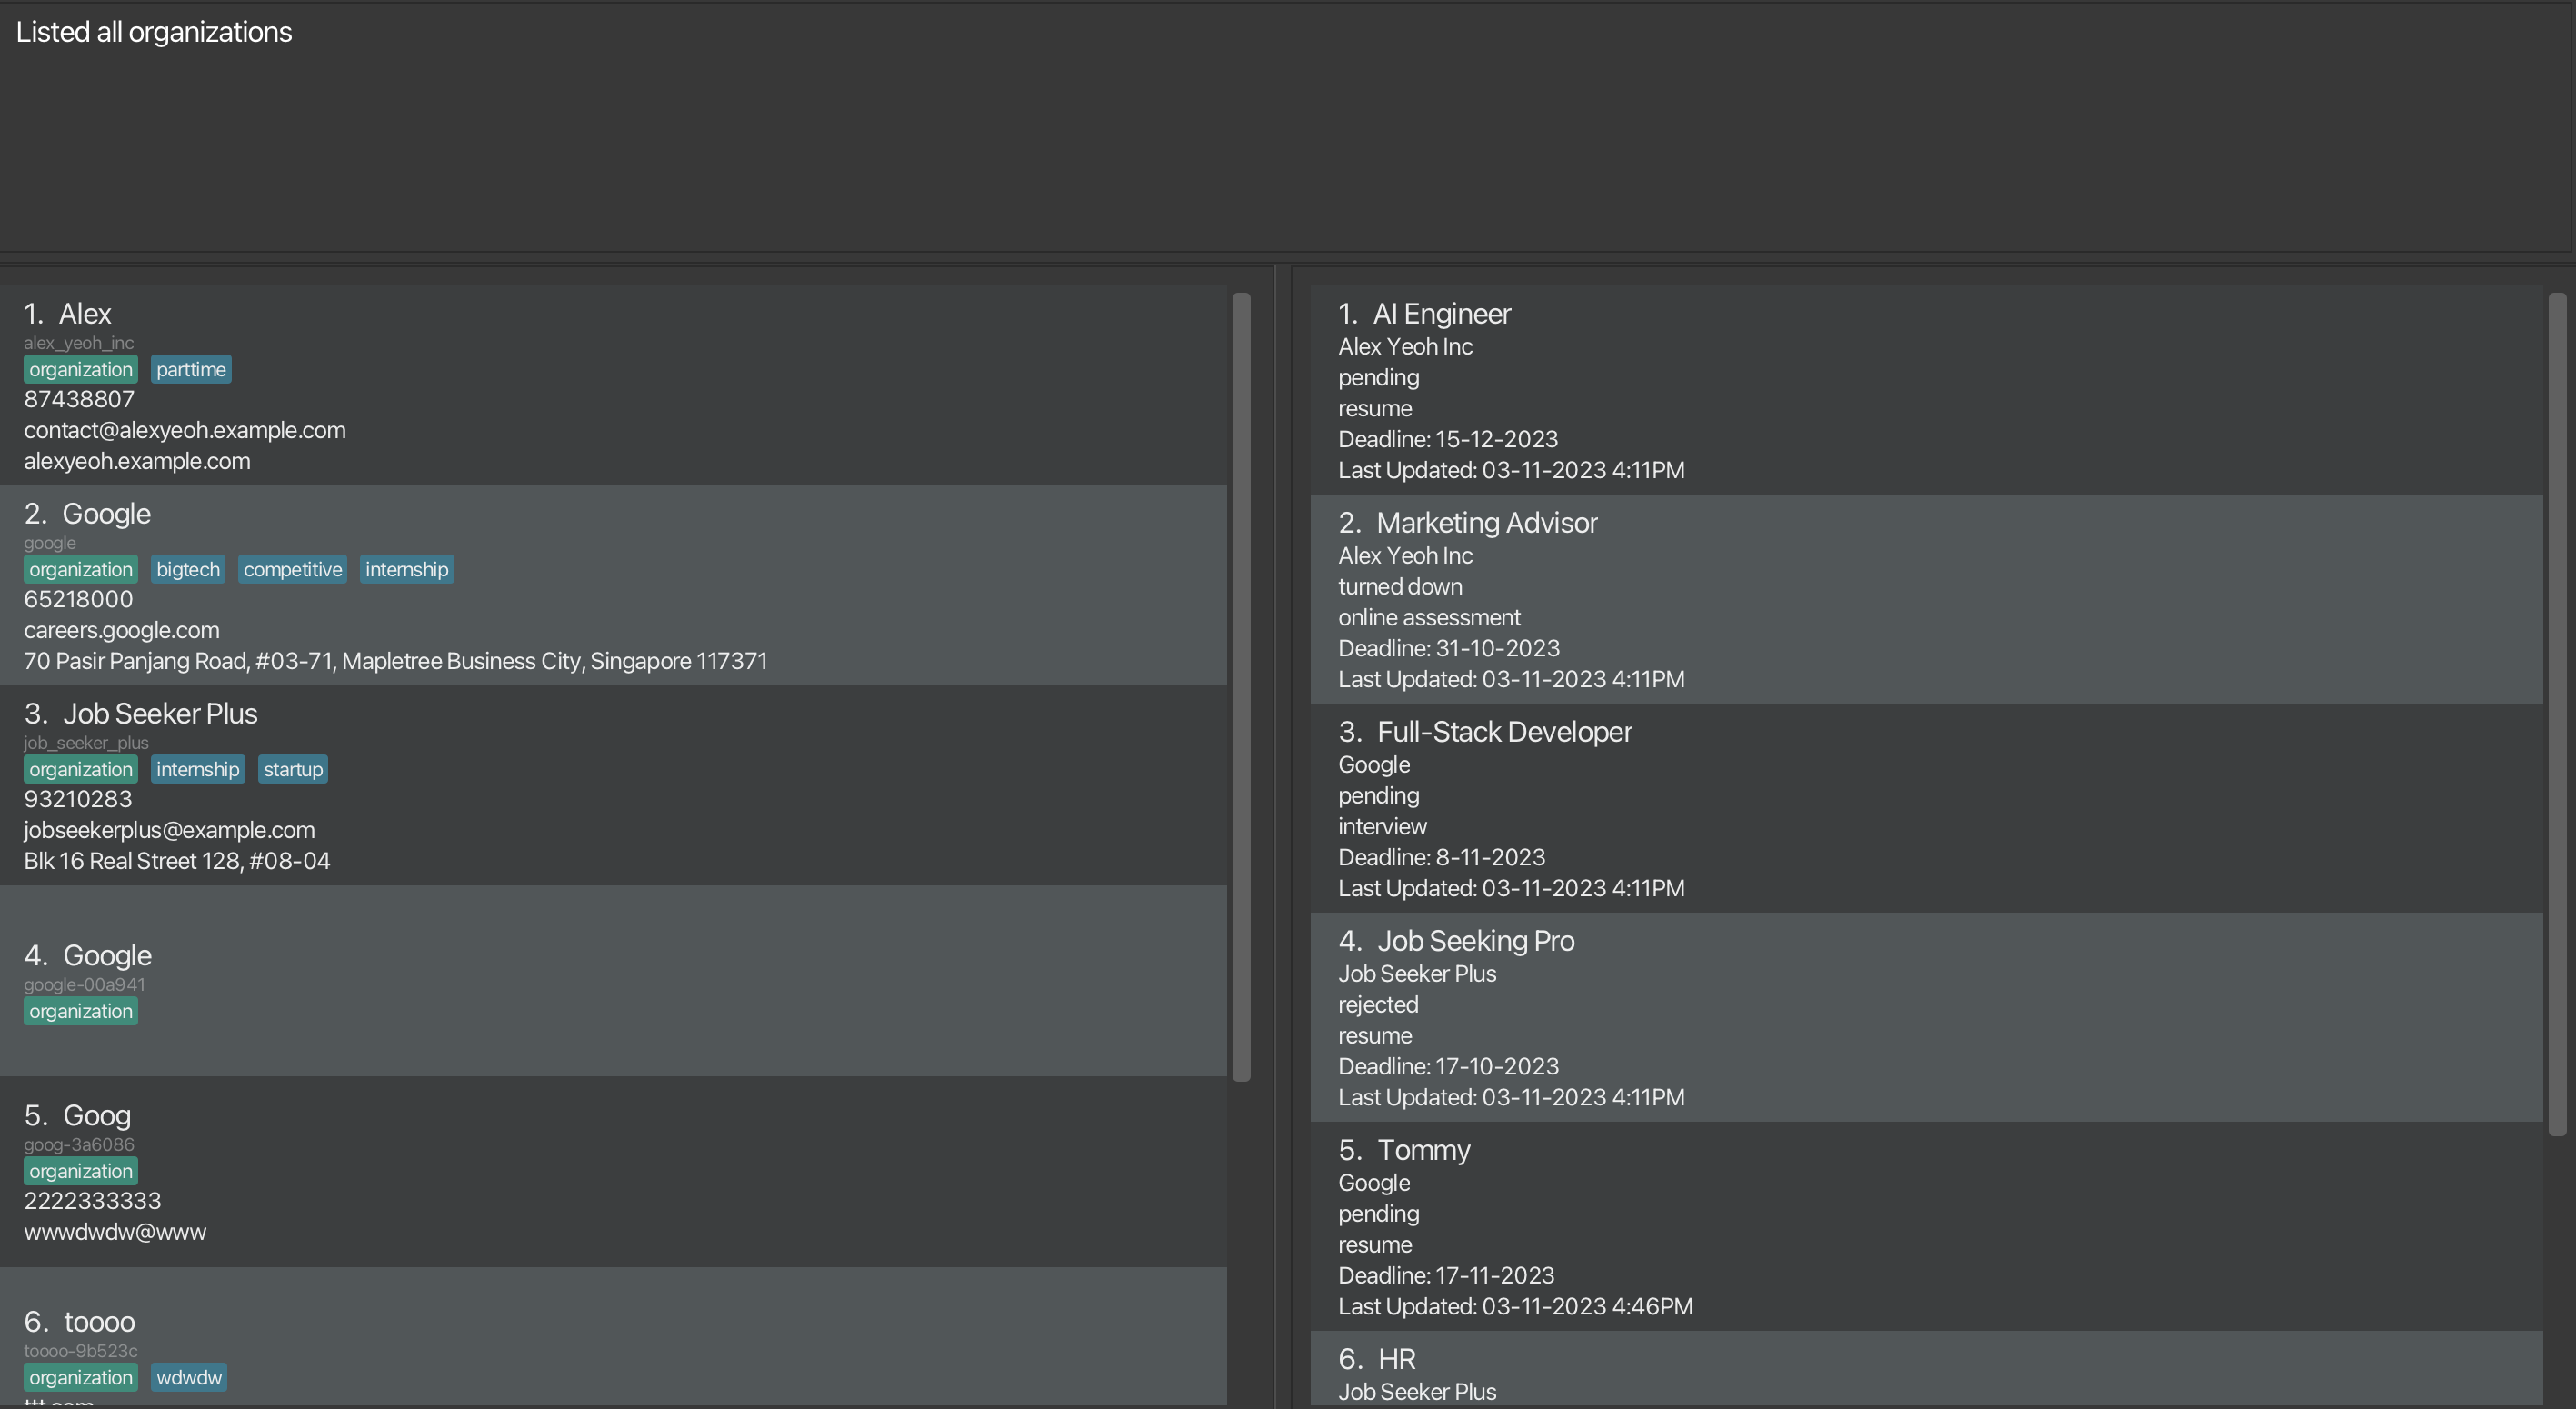 Listed all organizations
1. Alex
alex_yeoh_inc
organization parttime
87438807
contact@alexyeoh.example.com
alexyeoh.example.com
2. Google
google
organization bigtech competitive internship
65218000
careers.google.com
70 Pasir Panjang Road, #03-71, Mapletree Business City, Singapore 117371
3. Job Seeker Plus
job_seeker_plus
organization internship startup
93210283
jobseekerplus@example.com
Blk 16 Real Street 128, #08-04
4. Google
google-00a941
organization
5. Goog
goog-3a6086
organization
2222333333
wwwdwdw@www
6. toooo
toooo-9b523c
organization wdwdw
1. AI Engineer
Alex Yeoh Inc
pending
resume
Deadline: 15-12-2023
Last Updated: 03-11-2023 4:11PM
2. Marketing Advisor
Alex Yeoh Inc
turned down
online assessment
Deadline: 31-10-2023
Last Updated: 03-11-2023 4:11PM
3. Full-Stack Developer
Google
pending
interview
Deadline: 8-11-2023
Last Updated: 03-11-2023 4:11PM
4. Job Seeking Pro
Job Seeker Plus
rejected
resume
Deadline: 17-10-2023
Last Updated: 03-11-2023 4:11PM
5. Tommy
Google
pending
resume
Deadline: 17-11-2023
Last Updated: 03-11-2023 4:46PM
6. HR
Job Seeker Plus